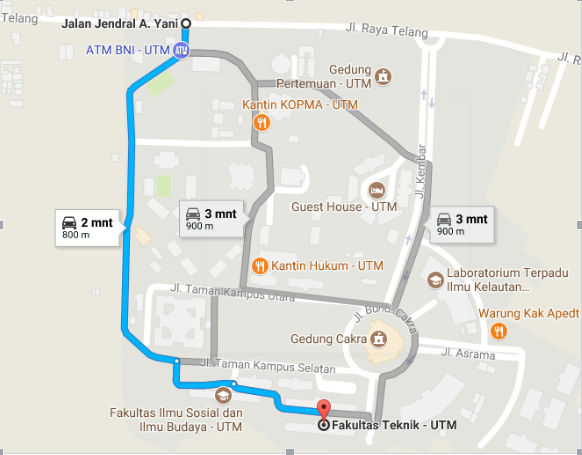 Telang
Jalan Jendral A. Yani
Jl. Raya Telang
ATM BNI - UTM
Gedung
Pertemuan - UTM
Kantin KOPMA - UTM
Jl. Kembar
Guest House - UTM
2 mnt
800 m
3 mnt
900 m
3 mnt
900 m
Kantin Hukum - UTM
Laboratorium Terpadu
Ilmu Kelautan...
Jl. Taman Kampus Utara
Jl. Bundar Cakra
Warung Kak Apedt
Gedung Cakra
Jl. Asrama
Jl. Taman Kampus Selatan
Fakultas Ilmu Sosial dan
Ilmu Budaya - UTM
Fakultas Teknik - UTM